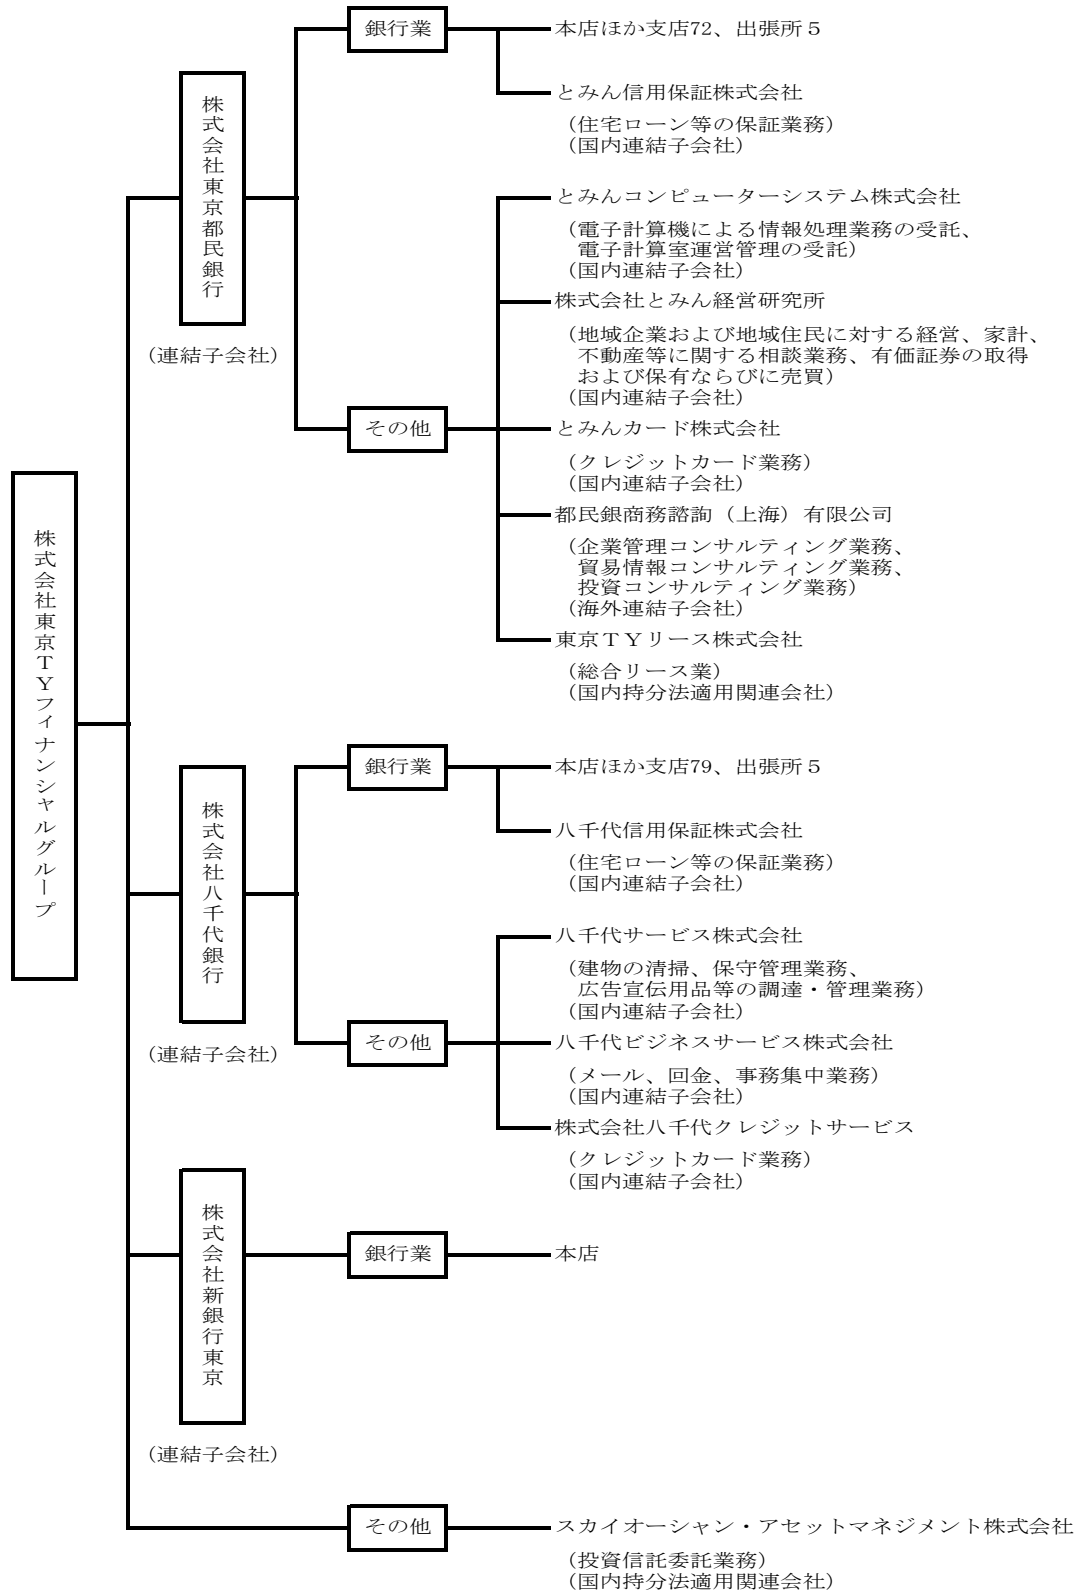 株式会社東京ＴＹフィナンシャルグループ
株式会社東京都民銀行
（連結子会社）
銀行業
本店ほか支店72、出張所５
とみん信用保証株式会社
（住宅ローン等の保証業務）
（国内連結子会社）
その他
とみんコンピューターシステム株式会社
（電子計算機による情報処理業務の受託、
電子計算室運営管理の受託）
（国内連結子会社）
株式会社とみん経営研究所
（地域企業および地域住民に対する経営、家計、
不動産等に関する相談業務、有価証券の取得
および保有ならびに売買）
（国内連結子会社）
とみんカード株式会社
（クレジットカード業務）
（国内連結子会社）
都民銀商務諮詢（上海）有限公司
（企業管理コンサルティング業務、
貿易情報コンサルティング業務、
投資コンサルティング業務）
（海外連結子会社）
東京ＴＹリース株式会社
（総合リース業）
（国内持分法適用関連会社）
株式会社八千代銀行
（連結子会社）
銀行業
本店ほか支店79、出張所５
八千代信用保証株式会社
（住宅ローン等の保証業務）
（国内連結子会社）
その他
八千代サービス株式会社
（建物の清掃、保守管理業務、
広告宣伝用品等の調達・管理業務）
（国内連結子会社）
八千代ビジネスサービス株式会社
（メール、回金、事務集中業務）
（国内連結子会社）
株式会社八千代クレジットサービス
（クレジットカード業務）
（国内連結子会社）
株式会社新銀行東京
（連結子会社）
銀行業
本店
その他
スカイオーシャン・アセットマネジメント株式会社
（投資信託委託業務）
（国内持分法適用関連会社）